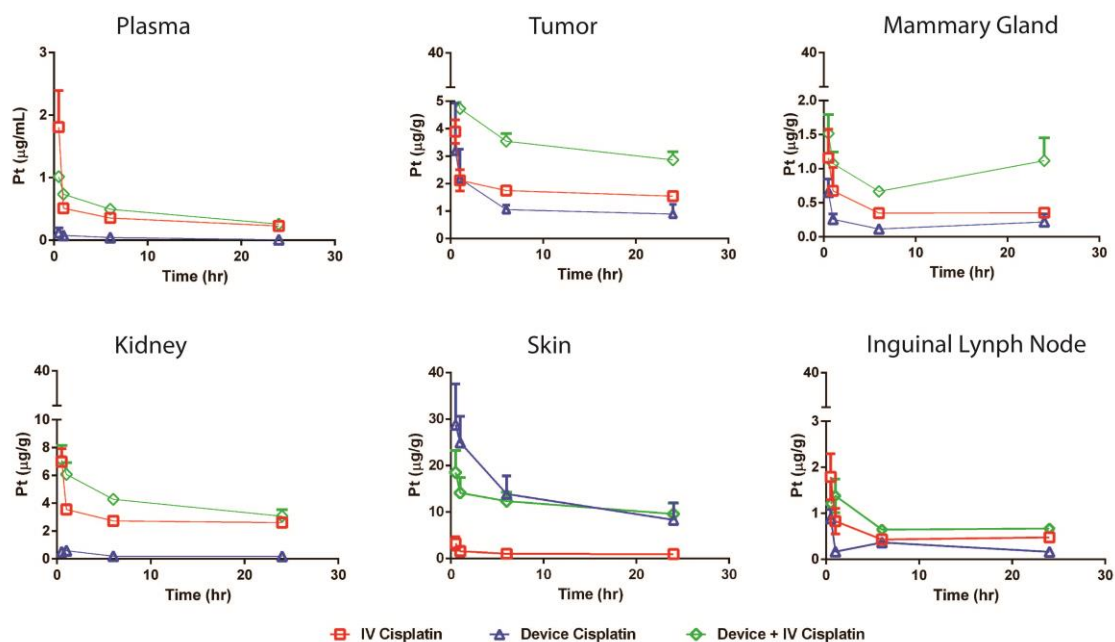 Plasma
Tumor
Mammary Gland
3
2
1
0
Pt (µg/mL)
0
10
20
30
Time (hr)
40
5
4
3
2
1
0
Pt (µg/g)
0
10
20
30
Time (hr)
40
2.0
1.5
1.0
0.5
0.0
Pt (µg/g)
0
10
20
30
Time (hr)
Kidney
Skin
Inguinal Lymph Node
40
10
8
6
4
2
0
Pt (µg/g)
0
10
20
30
Time (hr)
40
30
20
10
0
Pt (µg/g)
0
10
20
30
Time (hr)
40
3
2
1
0
Pt (µg/g)
0
10
20
30
Time (hr)
IV Cisplatin
Device Cisplatin
Device + IV Cisplatin